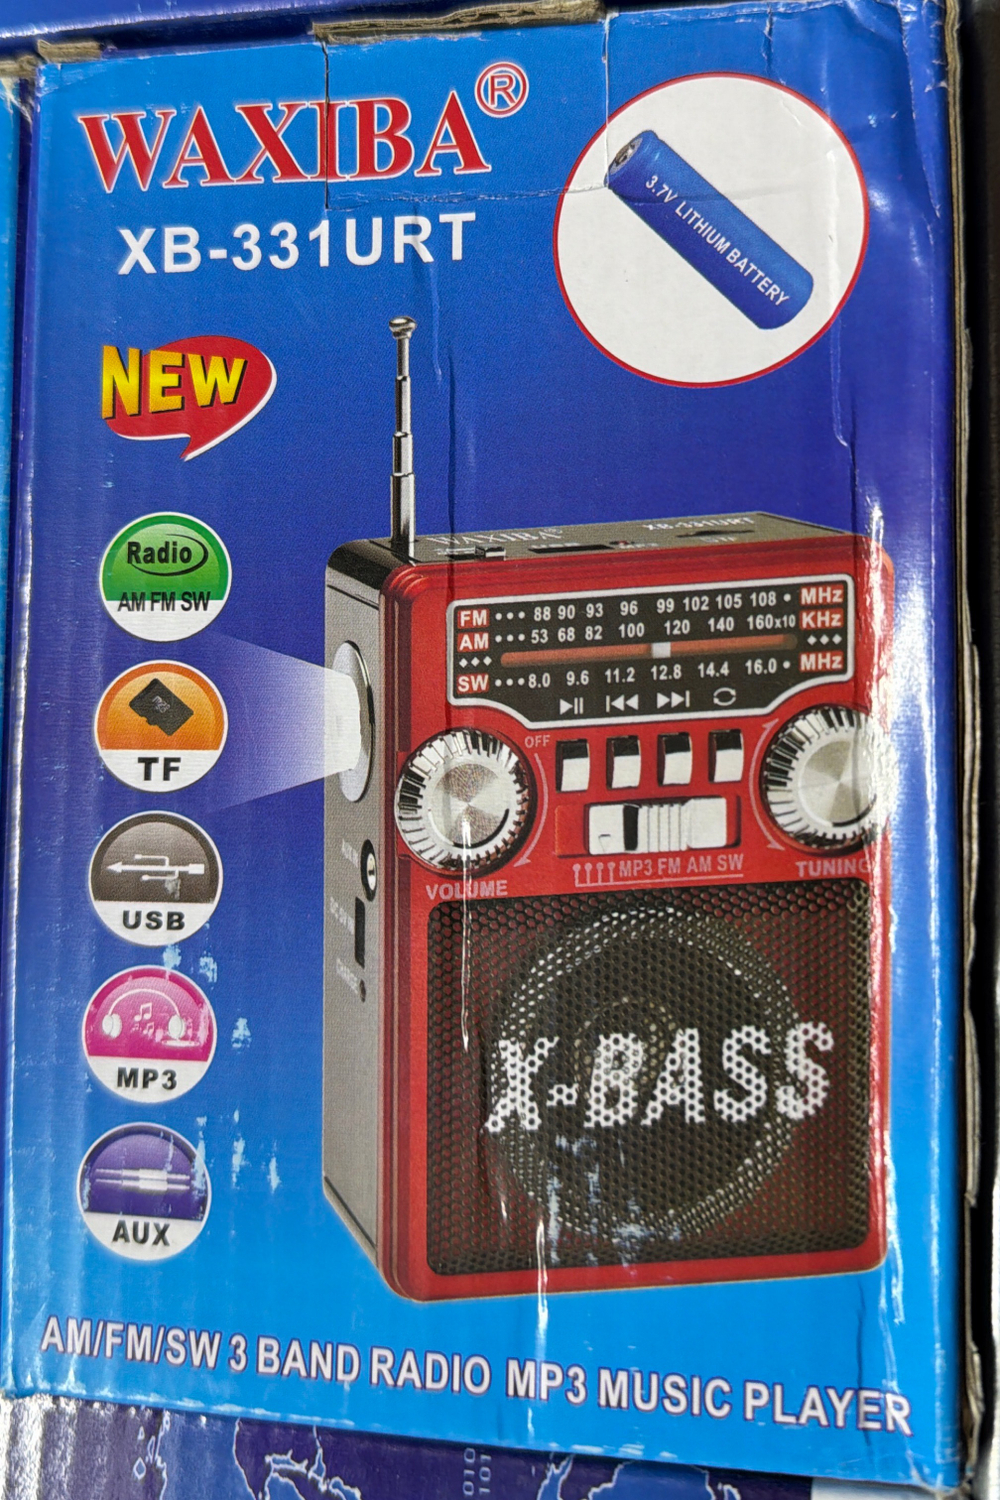 WAXIBA®
XB-331URT
3.7V LITHIUM BATTERY
NEW
Radio
AM FM SW
TF
USB
MP3
AUX
WAXIBA
XB-331URT
FM ••• 88 90 93 96 99 102 105 108 • MHz
AM ••• 53 68 82 100 120 140 160x10 KHz
SW ••• 8.0 9.6 11.2 12.8 14.4 16.0 • MHz
OFF
VOLUME
MP3 FM AM SW
TUNING
X-BASS
AM/FM/SW 3 BAND RADIO MP3 MUSIC PLAYER
010
101